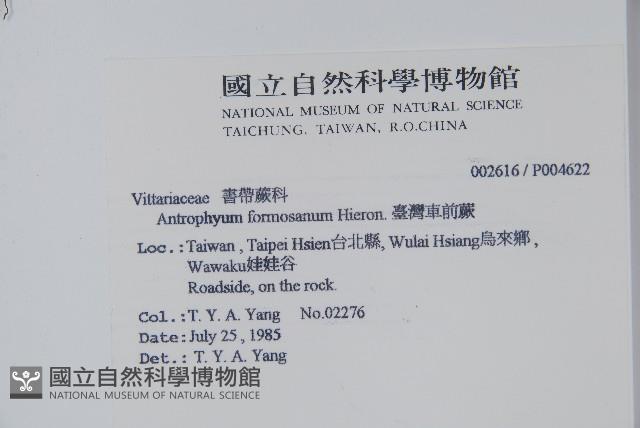 國立自然科學博物館
NATIONAL MUSEUM OF NATURAL SCIENCE
TAICHUNG, TAIWAN, R.O.CHINA
002616 / P004622
Vittariaceae 書帶蕨科
Antrophyum formosanum Hieron. 臺灣車前蕨
Loc.:Taiwan , Taipei Hsien台北縣, Wulai Hsiang烏來鄉 ,
Wawaku娃娃谷
Roadside, on the rock.
Col.:T. Y. A. Yang No.02276
Date:July 25 , 1985
Det.: T. Y. A. Yang
國立自然科學博物館
NATIONAL MUSEUM OF NATURAL SCIENCE